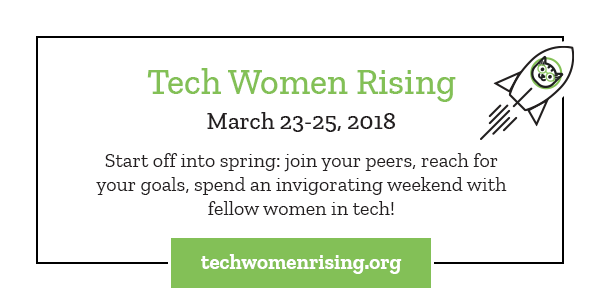 Tech Women Rising
March 23-25, 2018
Start off into spring: join your peers, reach for
your goals, spend an invigorating weekend with
fellow women in tech!
techwomenrising.org